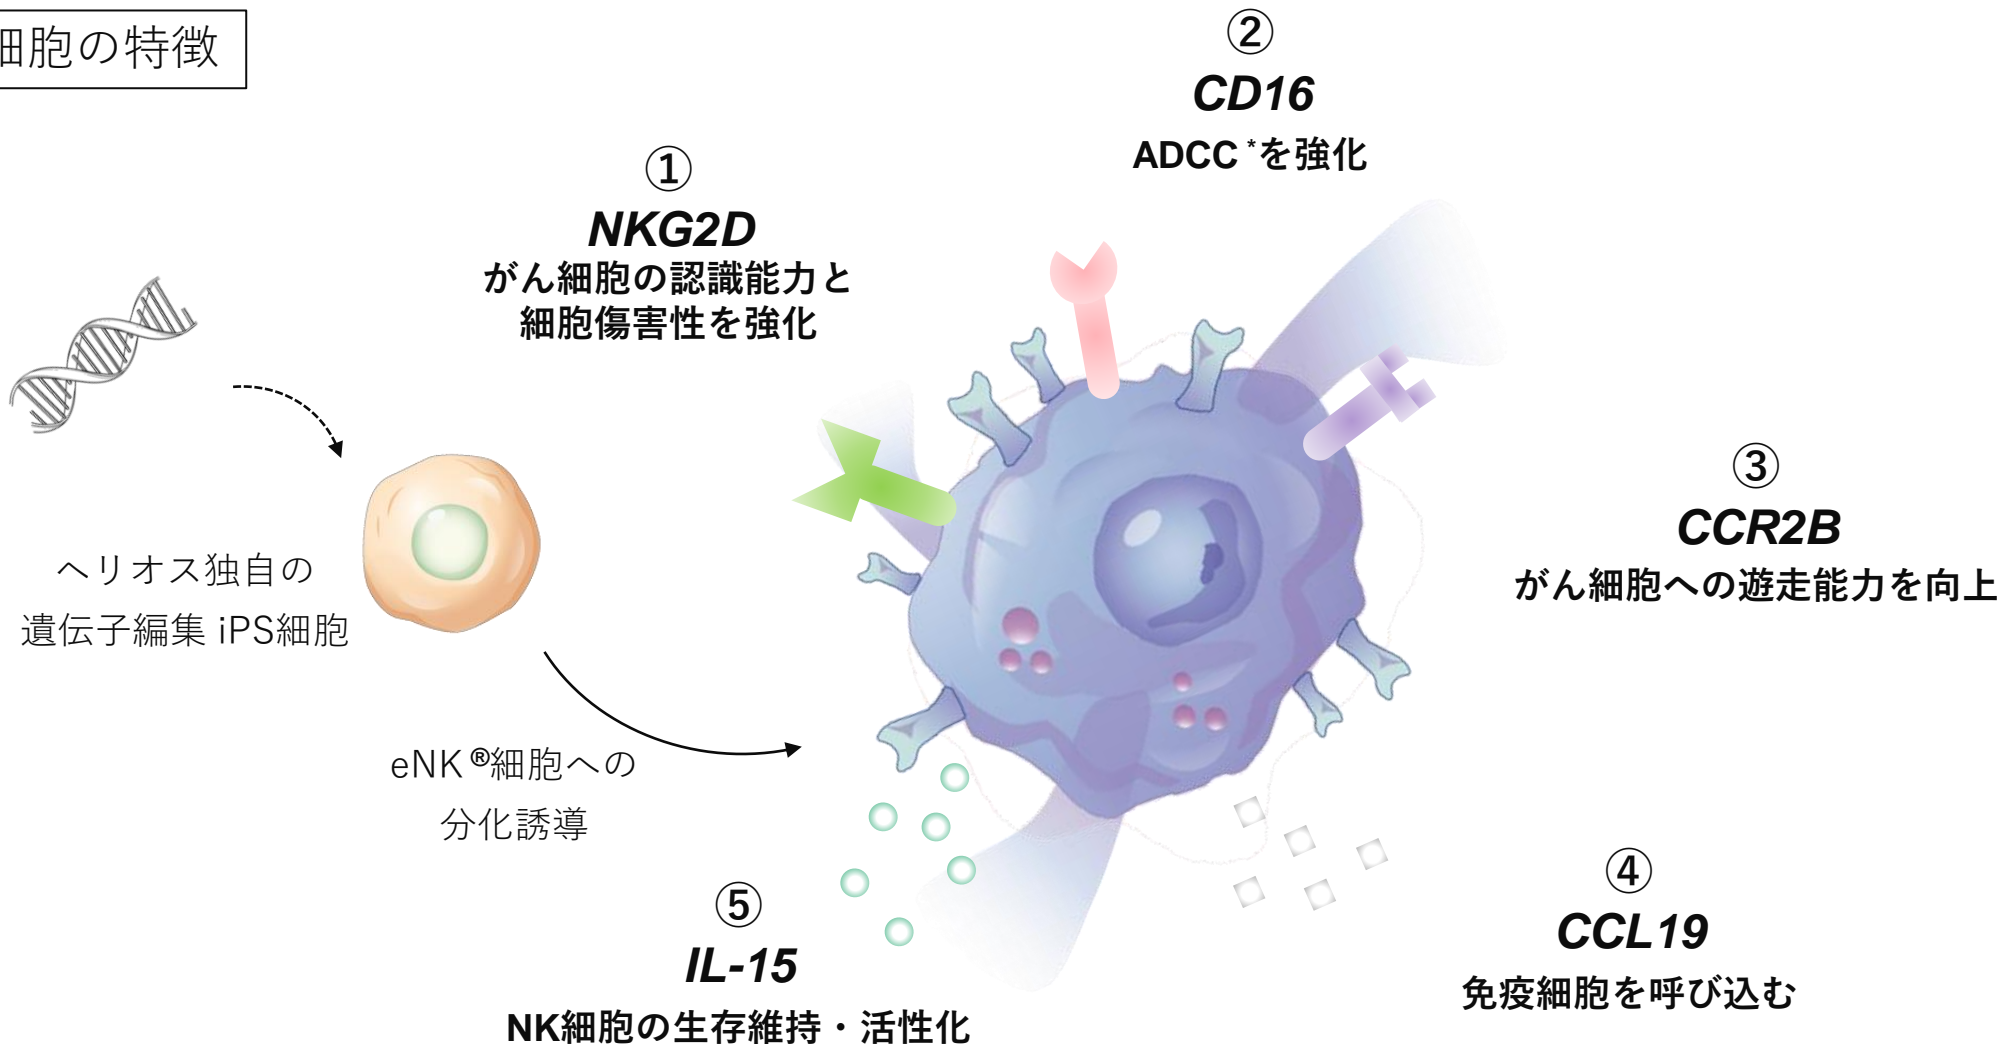 細胞の特徴
①
NKG2D
がん細胞の認識能力と
細胞傷害性を強化
②
CD16
ADCC *を強化
③
CCR2B
がん細胞への遊走能力を向上
ヘリオス独自の
遺伝子編集 iPS細胞
eNK®細胞への
分化誘導
④
CCL19
免疫細胞を呼び込む
⑤
IL-15
NK細胞の生存維持・活性化